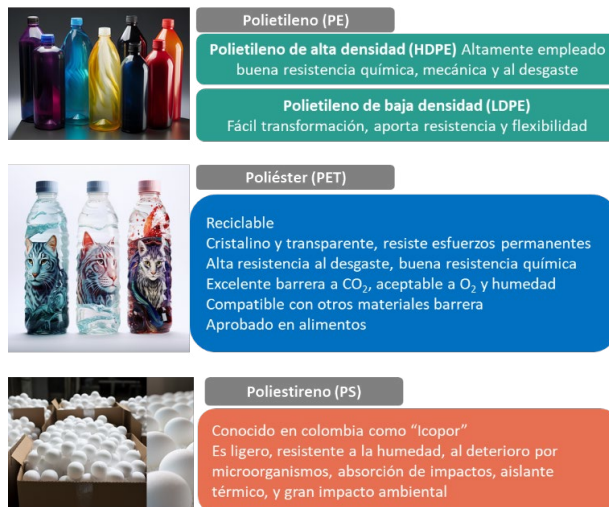 Polietileno (PE)
Polietileno de alta densidad (HDPE) Altamente empleado
buena resistencia química, mecánica y al desgaste
Polietileno de baja densidad (LDPE)
Fácil transformación, aporta resistencia y flexibilidad
Poliéster (PET)
Reciclable
Cristalino y transparente, resiste esfuerzos permanentes
Alta resistencia al desgaste, buena resistencia química
Excelente barrera a CO₂, aceptable a O₂ y humedad
Compatible con otros materiales barrera
Aprobado en alimentos
Poliestireno (PS)
Conocido en colombia como “Icopor”
Es ligero, resistente a la humedad, al deterioro por
microorganismos, absorción de impactos, aislante
térmico, y gran impacto ambiental